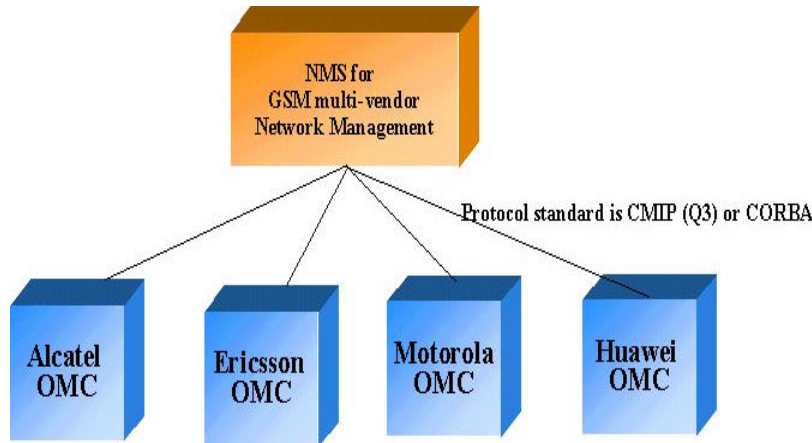 NMS for
GSM multi-vendor
Network Management
Protocol standard is CMIP (Q3) or CORBA
Alcatel
OMC
Ericsson
OMC
Motorola
OMC
Huawei
OMC